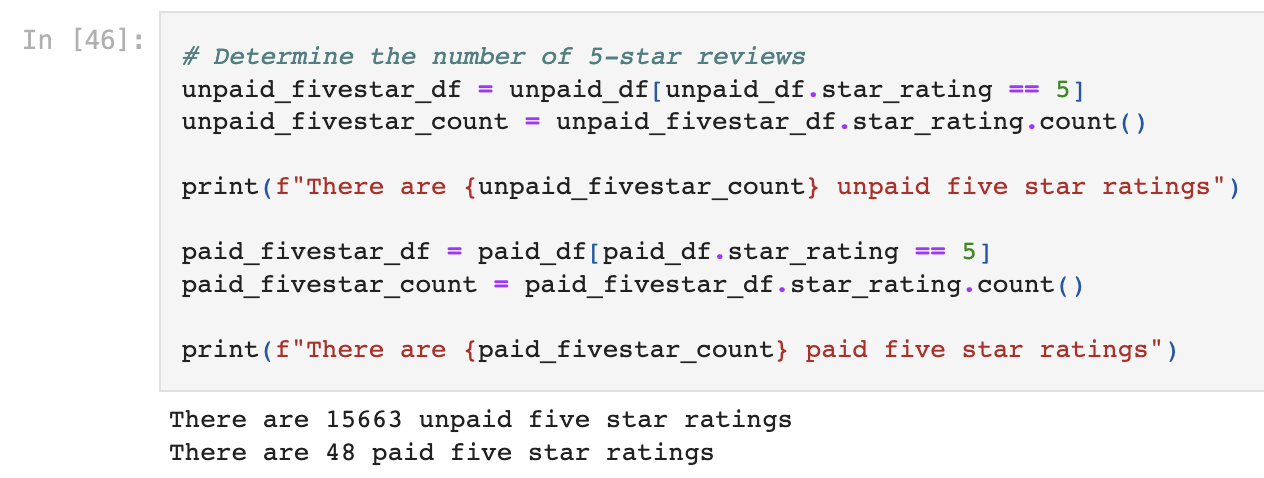 In [46]:
# Determine the number of 5-star reviews
unpaid_fivestar_df = unpaid_df[unpaid_df.star_rating == 5]
unpaid_fivestar_count = unpaid_fivestar_df.star_rating.count()
print(f"There are {unpaid_fivestar_count} unpaid five star ratings")
paid_fivestar_df = paid_df[paid_df.star_rating == 5]
paid_fivestar_count = paid_fivestar_df.star_rating.count()
print(f"There are {paid_fivestar_count} paid five star ratings")
There are 15663 unpaid five star ratings
There are 48 paid five star ratings